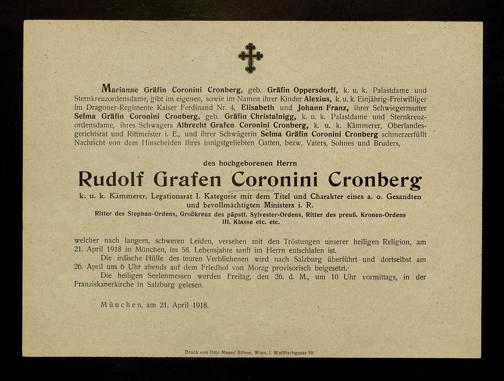 Marianne Gräfin Coronini Cronberg, geb. Gräfin Oppersdorff, k. u. k. Palastdame und
Sternkreuzordensdame, gibt im eigenen, sowie im Namen ihrer Kinder Alexius, k. u. k. Einjährig-Freiwilliger
im Dragoner-Regimente Kaiser Ferdinand Nr. 4, Elisabeth und Johann Franz, ihrer Schwiegermutter
Selma Gräfin Coronini Cronberg, geb. Gräfin Christalnigg, k. u. k. Palastdame und Sternkreuz-
ordensdame, ihres Schwagers Albrecht Grafen Coronini Cronberg, k. u. k. Kämmerer, Oberlandes-
gerichtsrat und Rittmeister i. E., und ihrer Schwägerin Selma Gräfin Coronini Cronberg schmerzerfüllt
Nachricht von dem Hinscheiden ihres innigstgeliebten Gatten, bezw. Vaters, Sohnes und Bruders,
des hochgeborenen Herrn
Rudolf Grafen Coronini Cronberg
k. u. k. Kämmerer, Legationsrat I. Kategorie mit dem Titel und Charakter eines a. o. Gesandten
und bevollmächtigten Ministers i. R.
Ritter des Stephan-Ordens, Großkreuz des päpstl. Sylvester-Ordens, Ritter des preuß. Kronen-Ordens
III. Klasse etc. etc.
welcher nach langem, schweren Leiden, versehen mit den Tröstungen unserer heiligen Religion, am
21. April 1918 in München, im 58. Lebensjahre sanft im Herrn entschlafen ist.
Die irdische Hülle des teuren Verblichenen wird nach Salzburg überführt und dortselbst am
26. April um 6 Uhr abends auf dem Friedhof von Morzg provisorisch beigesetzt.
Die heiligen Seelenmessen werden Freitag, den 26. d. M., um 10 Uhr vormittags, in der
Franziskanerkirche in Salzburg gelesen.
München, am 21. April 1918.
Druck von Otto Maass' Söhne, Wien, I. Wallfischgasse 10.